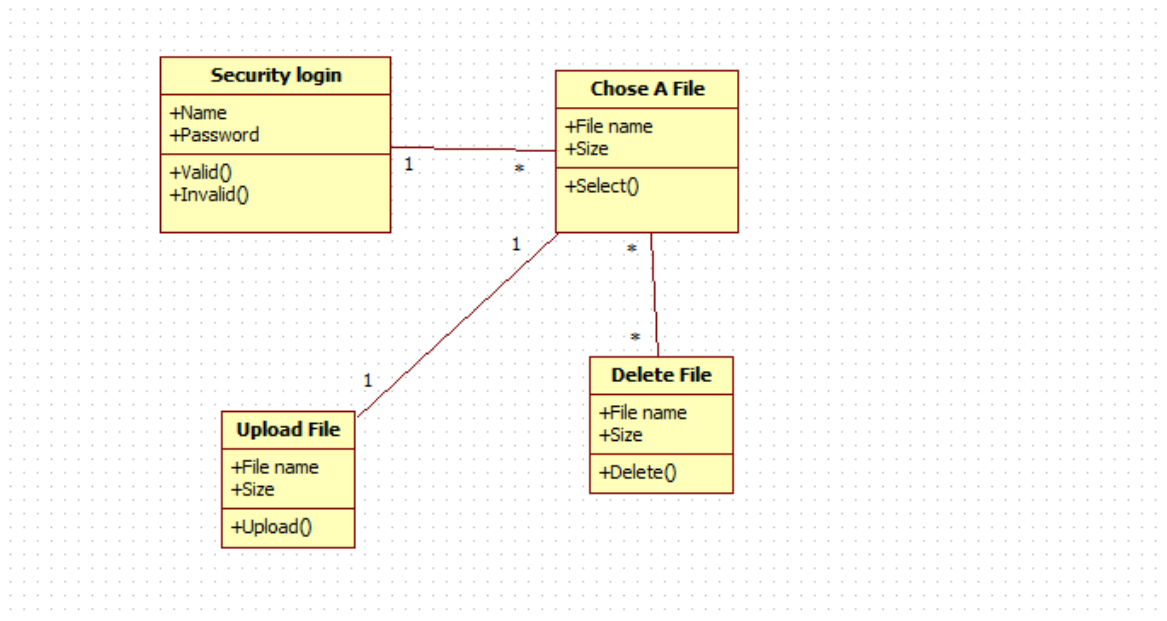 Security login
+Name
+Password
+Valid()
+Invalid()
1
*
Chose A File
+File name
+Size
+Select()
1
*
1
*
Upload File
+File name
+Size
+Upload()
Delete File
+File name
+Size
+Delete()